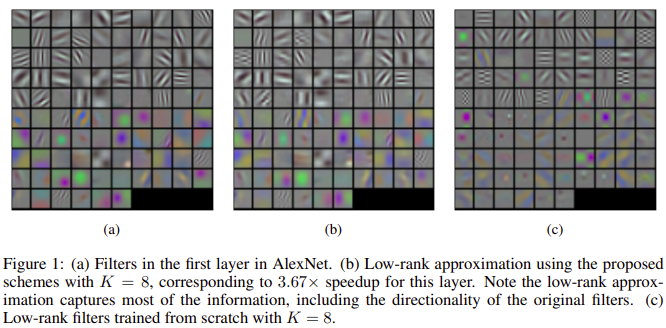 (a)
(b)
(c)
Figure 1: (a) Filters in the first layer in AlexNet. (b) Low-rank approximation using the proposed
schemes with K = 8, corresponding to 3.67× speedup for this layer. Note the low-rank approx-
imation captures most of the information, including the directionality of the original filters. (c)
Low-rank filters trained from scratch with K = 8.